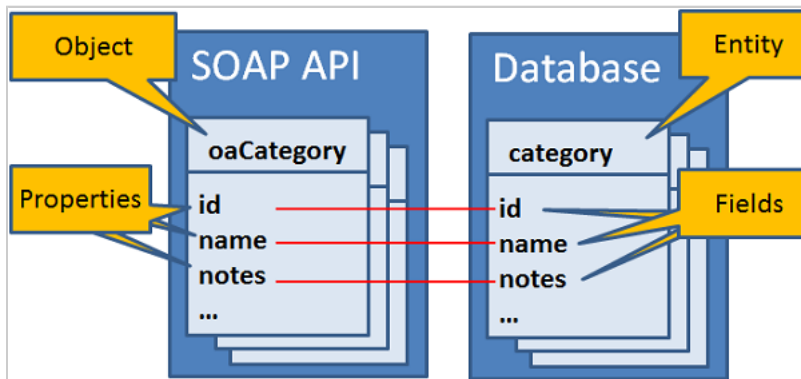 Object
SOAP API
Database
Entity
oaCategory
category
Properties
id
name
notes
...
id
name
notes
...
Fields